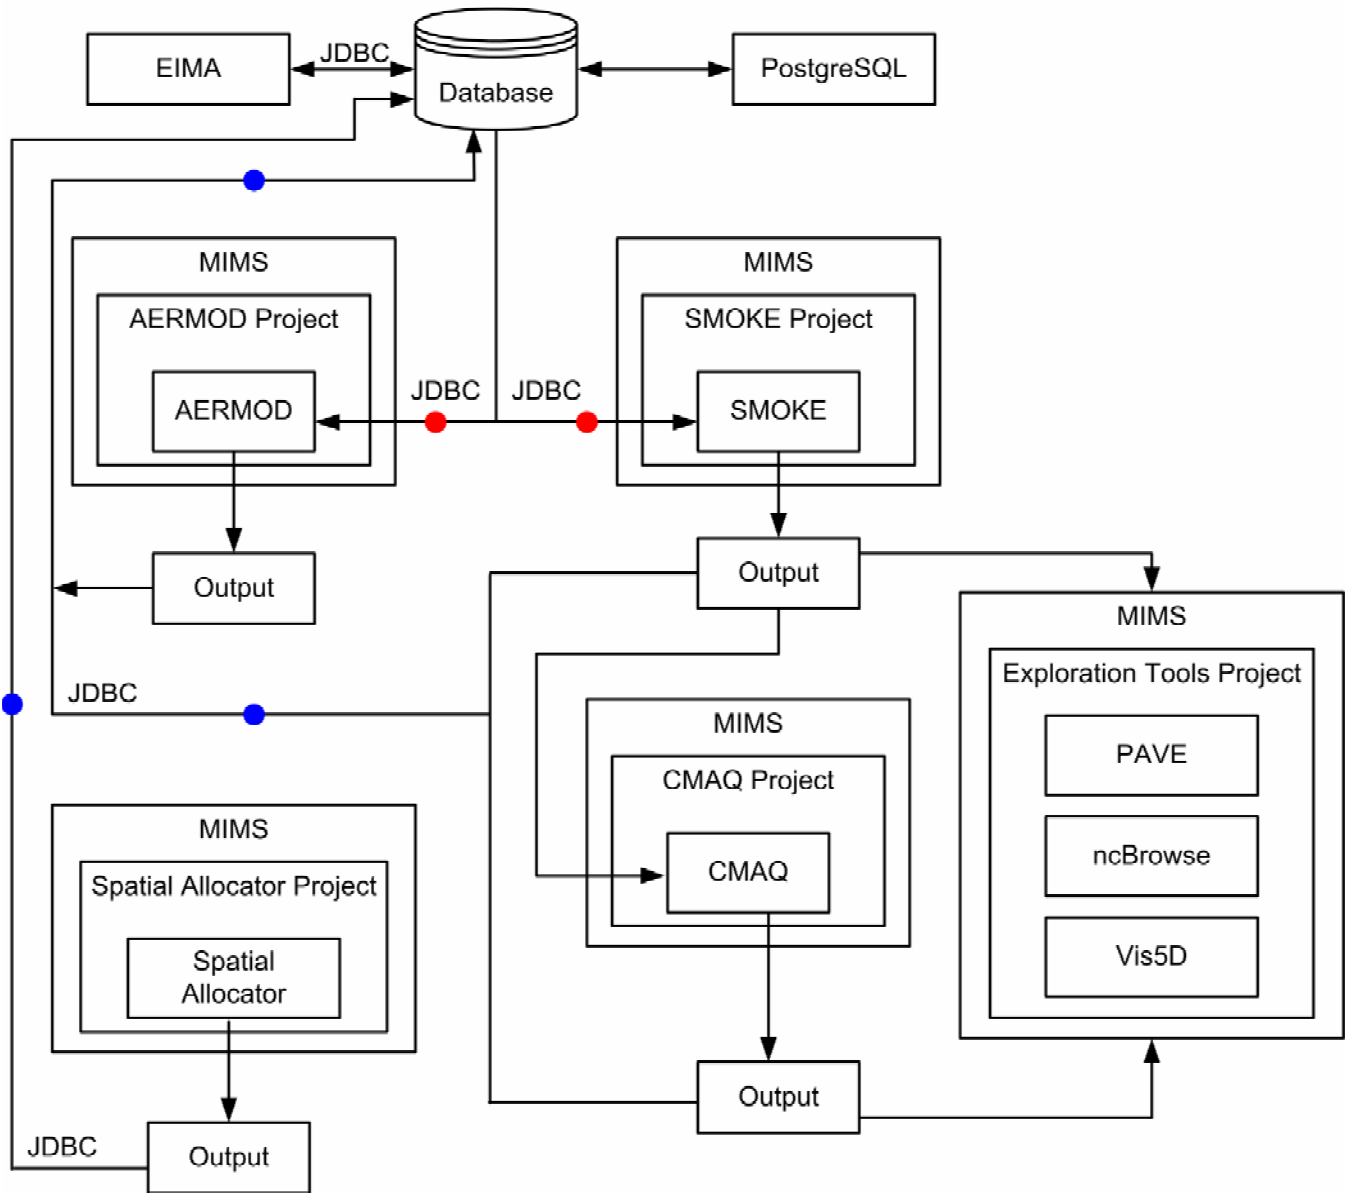 EIMA
JDBC
Database
PostgreSQL
MIMS
AERMOD Project
AERMOD
JDBC
JDBC
MIMS
SMOKE Project
SMOKE
Output
Output
JDBC
MIMS
Exploration Tools Project
PAVE
ncBrowse
Vis5D
MIMS
CMAQ Project
CMAQ
MIMS
Spatial Allocator Project
Spatial
Allocator
Output
JDBC
Output